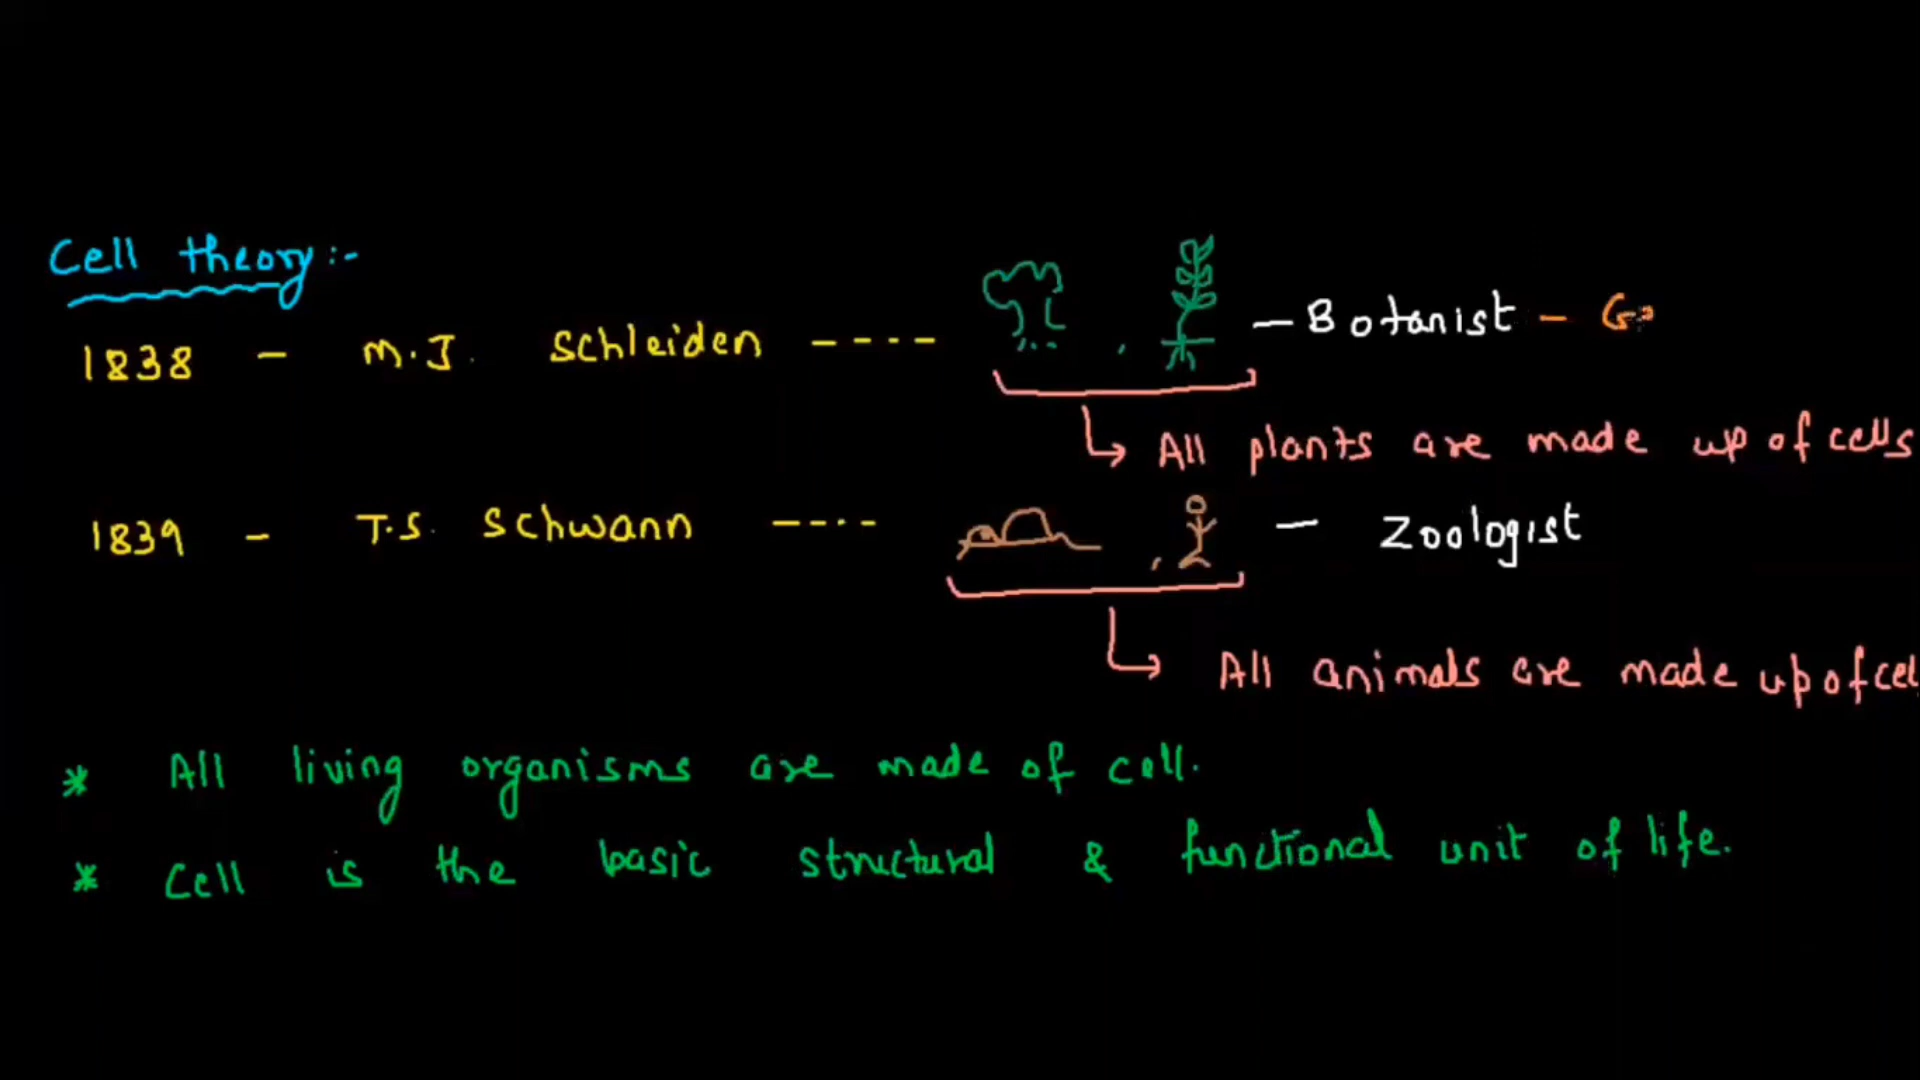 Cell theory:-
1838 - M.J. Schleiden ---- - Botanist - G
All plants are made up of cells
1839 - T.S. Schwann ---- - Zoologist
All animals are made up of cel
* All living organisms are made of cell.
* Cell is the basic structural & functional unit of life.